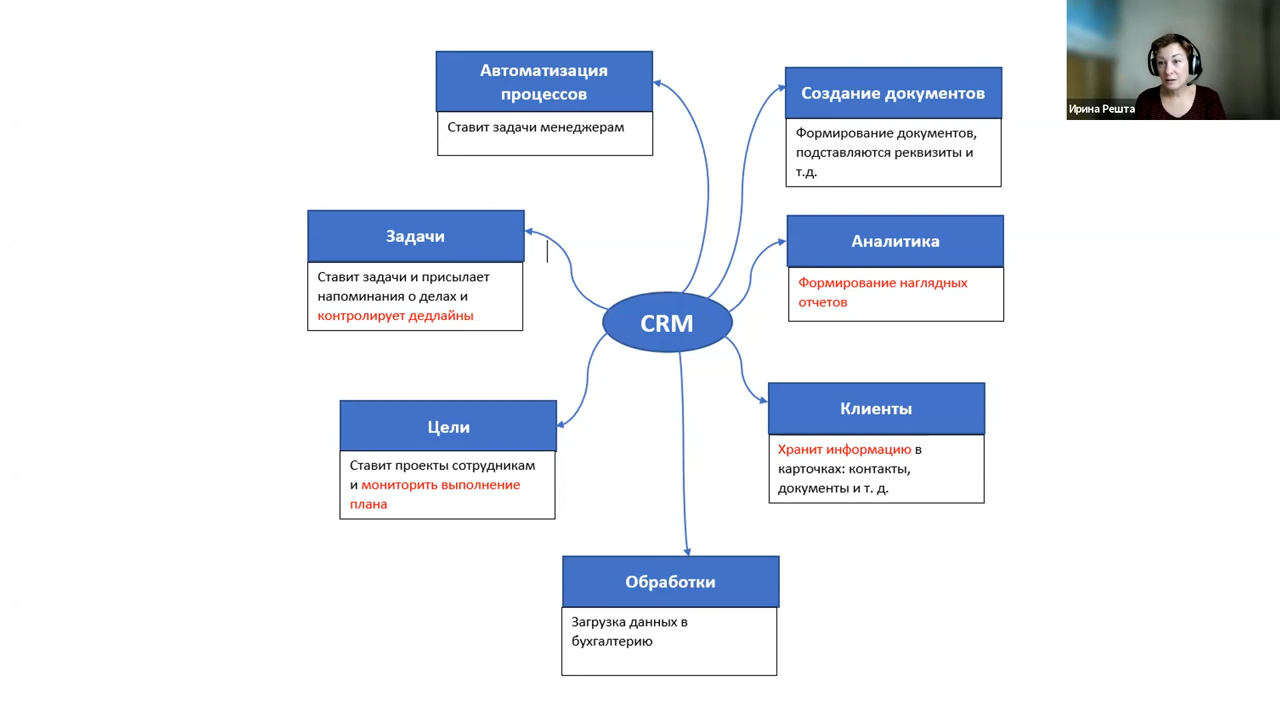 Автоматизация
процессов
Ставит задачи менеджерам
Создание документов
Формирование документов,
подставляются реквизиты и
т.д.
Ирина Решта
Задачи
Ставит задачи и присылает
напоминания о делах и
контролирует дедлайны
Аналитика
Формирование наглядных
отчетов
CRM
Цели
Ставит проекты сотрудникам
и мониторить выполнение
плана
Клиенты
Хранит информацию в
карточках: контакты,
документы и т. д.
Обработки
Загрузка данных в
бухгалтерию